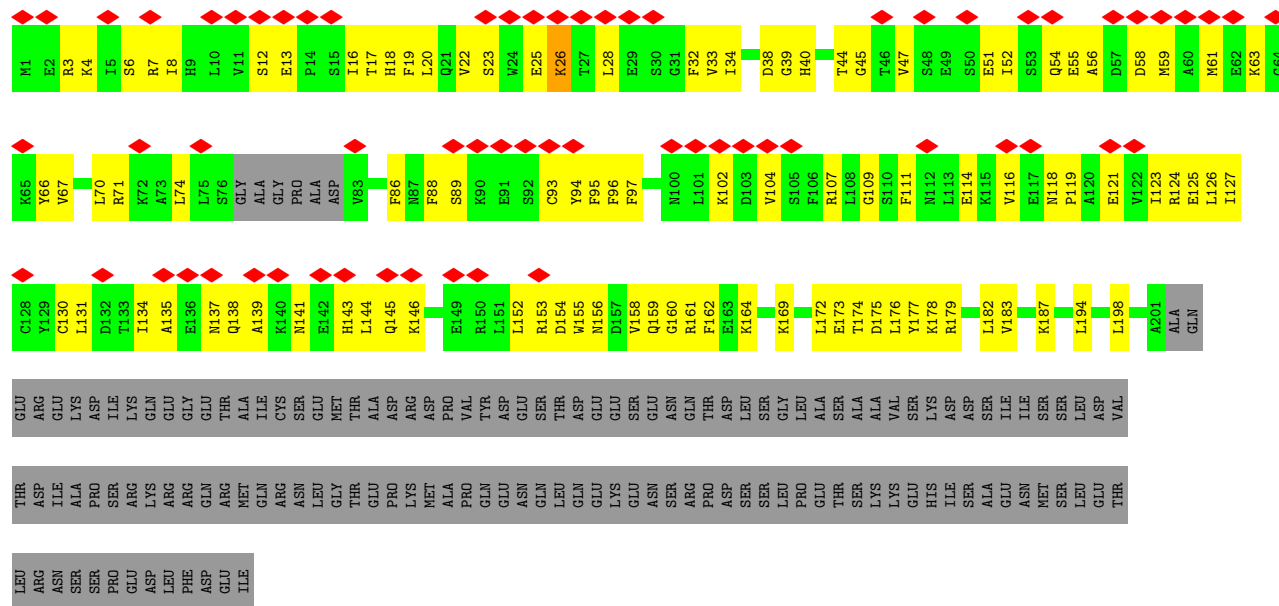 M1 E2 R3 K4 I5 S6 R7 I8 H9 L10 V11 S12 E13 P14 S15 I16 T17 H18 F19 L20 Q21 V22 S23 W24 E25 K26 T27 L28 E29 S30 G31 F32 V33 I34 D38 G39 H40 T44 G45 T46 V47 S48 E49 S50 E51 I52 S53 Q54 E55 A56 D57 D58 M59 A60 M61 E62 K63 G64
K65 Y66 V67 L70 R71 K72 A73 L74 L75 S76 GLY ALA GLY PRO ALA ASP V83 F86 N87 F88 S89 K90 E91 S92 C93 Y94 F95 F96 F97 N100 L101 K102 D103 V104 S105 F106 R107 L108 G109 S110 F111 N112 L113 E114 K115 V116 E117 N118 P119 A120 E121 V122 I123 R124 E125 L126 I127
C128 Y129 C130 L131 D132 T133 I134 A135 E136 N137 Q138 A139 K140 N141 E142 H143 L144 Q145 K146 E149 R150 L151 L152 R153 D154 W155 N156 D157 V158 Q159 G160 R161 F162 E163 K164 K169 L172 E173 T174 D175 L176 Y177 K178 R179 L182 V183 K187 L194 L198 A201 ALA GLN
GLU ARG GLU LYS ASP ILE LYS GLN GLU GLY GLU THR ALA ILE CYS SER GLU MET THR ALA ASP ARG ASP PRO VAL TYR ASP GLU SER THR ASP GLU GLU SER GLU ASN GLN THR ASP LEU SER GLY LEU ALA SER ALA ALA VAL SER LYS ASP ASP SER ILE ILE SER SER LEU ASP VAL
THR ASP ILE ALA PRO SER ARG LYS ARG ARG GLN ARG MET GLN ARG ASN LEU GLY THR GLU PRO LYS MET ALA PRO GLN GLU ASN GLN LEU GLN GLU LYS GLU ASN SER ARG PRO ASP SER SER LEU PRO GLU THR SER LYS LYS GLU HIS ILE SER ALA GLU ASN MET SER LEU GLU THR
LEU ARG ASN SER SER PRO GLU ASP LEU PHE ASP GLU ILE